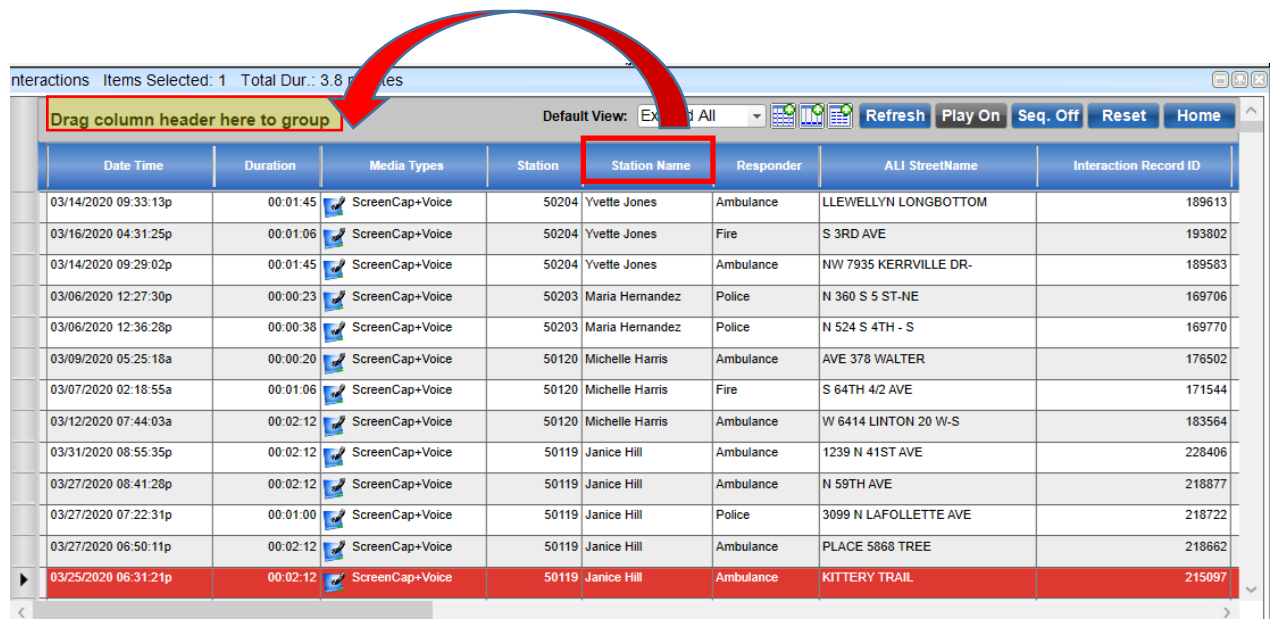 nteractions Items Selected: 1 Total Dur.: 3.8
Drag column header here to group Default View: All Refresh Play On Seq. Off Reset Home
Date Time Duration Media Types Station Station Name Responder ALI StreetName Interaction Record ID
03/14/2020 09:33:13p 00:01:45 ScreenCap+Voice 50204 Yvette Jones Ambulance LLEWELLYN LONGBOTTOM 189613
03/16/2020 04:31:25p 00:01:06 ScreenCap+Voice 50204 Yvette Jones Fire S 3RD AVE 193802
03/14/2020 09:29:02p 00:01:45 ScreenCap+Voice 50204 Yvette Jones Ambulance NW 7935 KERRVILLE DR- 189583
03/06/2020 12:27:30p 00:00:23 ScreenCap+Voice 50203 Maria Hernandez Police N 360 S 5 ST-NE 169706
03/06/2020 12:36:28p 00:00:38 ScreenCap+Voice 50203 Maria Hernandez Police N 524 S 4TH - S 169770
03/09/2020 05:25:18a 00:00:20 ScreenCap+Voice 50120 Michelle Harris Ambulance AVE 378 WALTER 176502
03/07/2020 02:18:55a 00:01:06 ScreenCap+Voice 50120 Michelle Harris Fire S 64TH 4/2 AVE 171544
03/12/2020 07:44:03a 00:02:12 ScreenCap+Voice 50120 Michelle Harris Ambulance W 6414 LINTON 20 W-S 183564
03/31/2020 08:55:35p 00:02:12 ScreenCap+Voice 50119 Janice Hill Ambulance 1239 N 41ST AVE 228406
03/27/2020 08:41:28p 00:02:12 ScreenCap+Voice 50119 Janice Hill Ambulance N 59TH AVE 218877
03/27/2020 07:22:31p 00:01:00 ScreenCap+Voice 50119 Janice Hill Police 3099 N LAFOLLETTE AVE 218722
03/27/2020 06:50:11p 00:02:12 ScreenCap+Voice 50119 Janice Hill Ambulance PLACE 5868 TREE 218662
03/25/2020 06:31:21p 00:02:12 ScreenCap+Voice 50119 Janice Hill Ambulance KITTERY TRAIL 215097